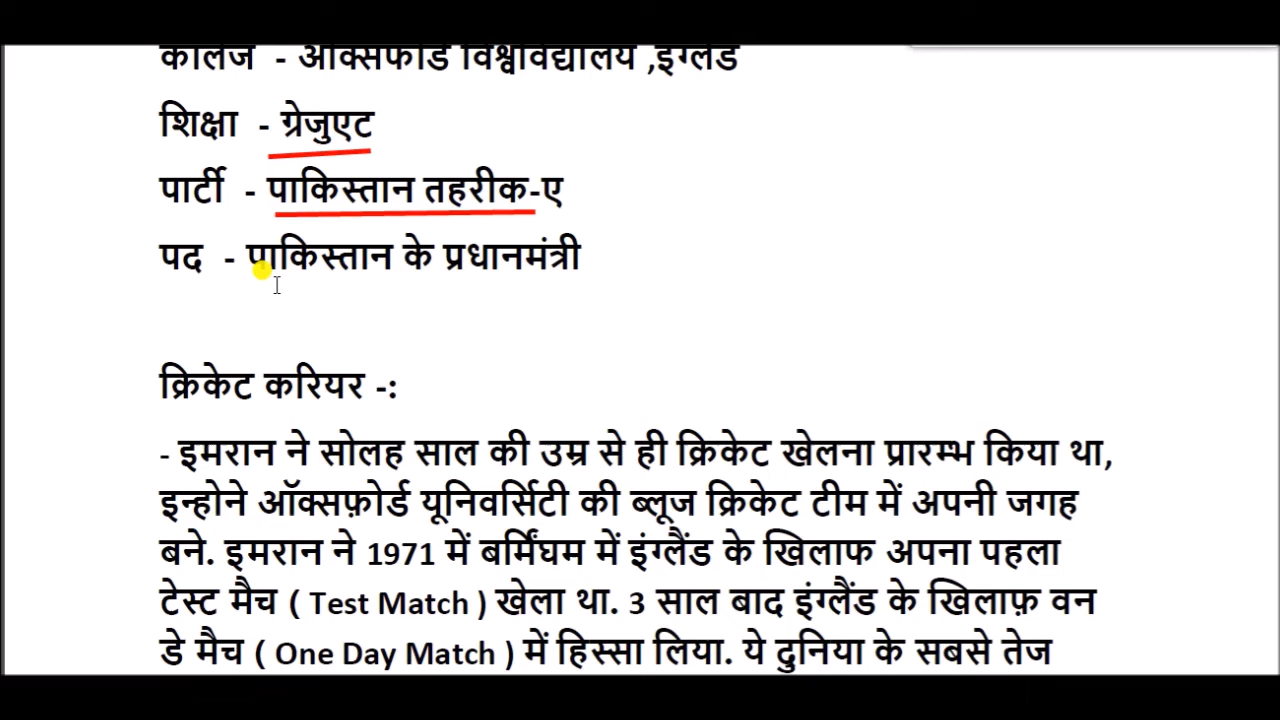 कॉलेज - ऑक्सफोर्ड विश्वविद्यालय ,इंग्लैंड
शिक्षा - ग्रेजुएट
पार्टी - पाकिस्तान तहरीक-ए
पद - पाकिस्तान के प्रधानमंत्री
क्रिकेट करियर -:
- इमरान ने सोलह साल की उम्र से ही क्रिकेट खेलना प्रारम्भ किया था,
इन्होने ऑक्सफ़ोर्ड यूनिवर्सिटी की ब्लूज क्रिकेट टीम में अपनी जगह
बने. इमरान ने 1971 में बर्मिंघम में इंग्लैंड के खिलाफ अपना पहला
टेस्ट मैच ( Test Match ) खेला था. 3 साल बाद इंग्लैंड के खिलाफ़ वन
डे मैच ( One Day Match ) में हिस्सा लिया. ये दुनिया के सबसे तेज